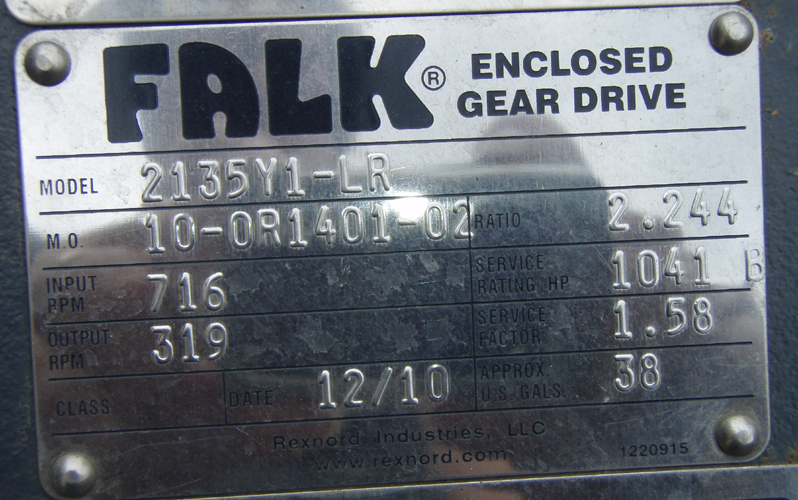 FALK® ENCLOSED
GEAR DRIVE
MODEL 2135Y1-LR
M.O. 10-0R1401-02 RATIO 2.244
INPUT RPM 716 SERVICE RATING HP 1041 B
OUTPUT RPM 319 SERVICE FACTOR 1.58
CLASS DATE 12/10 APPROX. U.S. GALS. 38
Rexnord Industries, LLC
www.rexnord.com 1220915